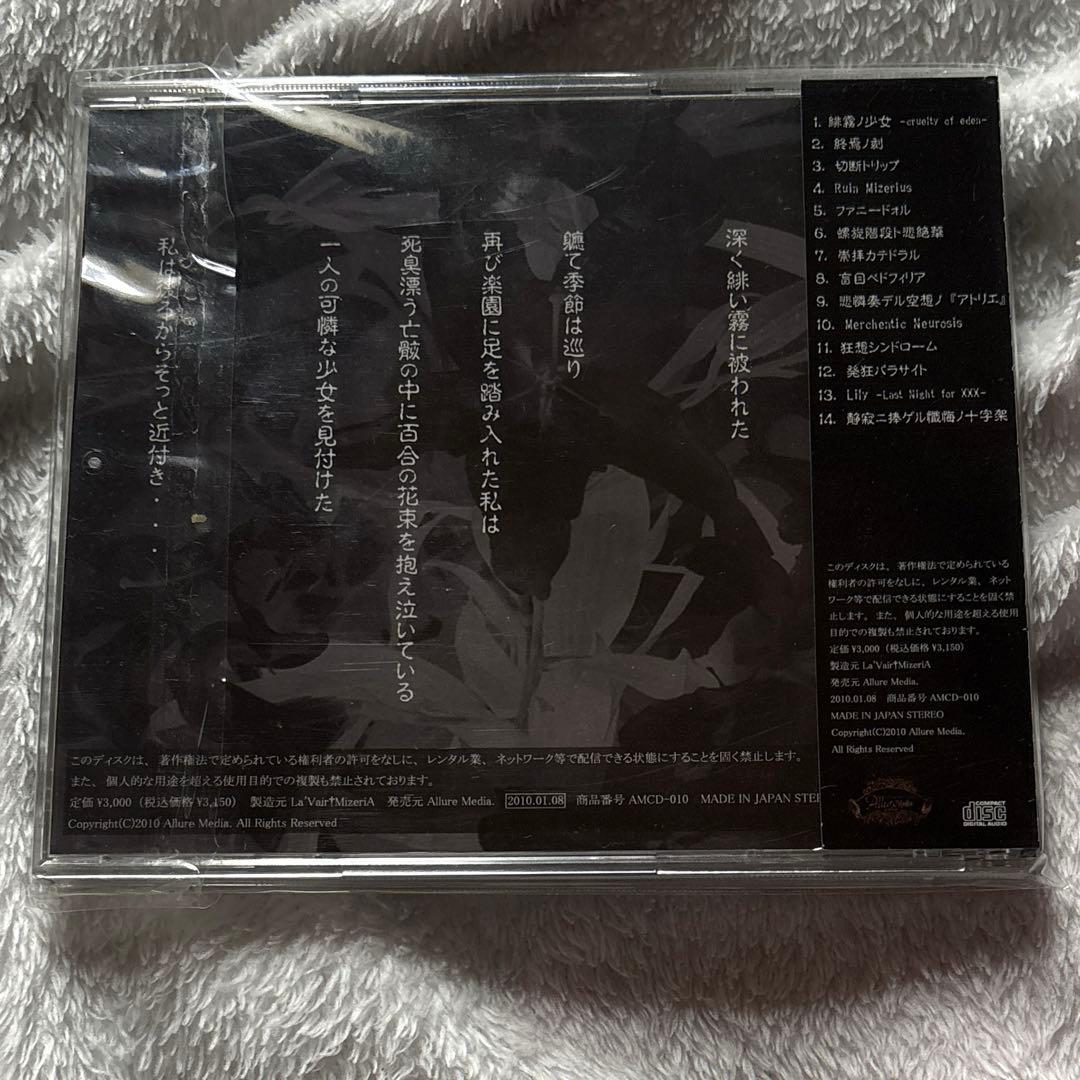 深く緋い霧に被われた
軈て季節は巡り
再び楽園に足を踏み入れた私は
死臭漂う亡骸の中に百合の花束を抱え泣いている
一人の可憐な少女を見付けた
からそっと近付き・・・
1. 緋霧ノ少女 -cruelty of eden-
2. 終焉ノ刻
3. 切断トリップ
4. Ruin Mizerius
5. ファニードォル
6. 螺旋階段ト悲絶撃
7. 崇拝カテドラル
8. 盲目ペドフィリア
9. 悲憐奏デル空想ノ『アトリエ』
10. Merchentic Neurosis
11. 狂想シンドローム
12. 発狂パラサイト
13. Lily -Last Night for XXX-
14. 静寂ニ捧ゲル懺悔ノ十字架
このディスクは、著作権法で定められている
権利者の許可をなしに、レンタル業、ネット
ワーク等で配信できる状態にすることを固く禁
止します。また、個人的な用途を超える使用
目的での複製も禁止されております。
定価 ¥3,000（税込価格 ¥3,150）
製造元 La'Vair†MizeriA
発売元 Allure Media.
2010.01.08 商品番号 AMCD-010
MADE IN JAPAN STEREO
Copyright(C)2010 Allure Media.
All Rights Reserved
COMPACT
disc
DIGITAL AUDIO
このディスクは、著作権法で定められている権利者の許可をなしに、レンタル業、ネットワーク等で配信できる状態にすることを固く禁止します。
また、個人的な用途を超える使用目的での複製も禁止されております。
定価 ¥3,000（税込価格 ¥3,150） 製造元 La'Vair†MizeriA 発売元 Allure Media. 2010.01.08 商品番号 AMCD-010 MADE IN JAPAN STE
Copyright(C)2010 Allure Media. All Rights Reserved